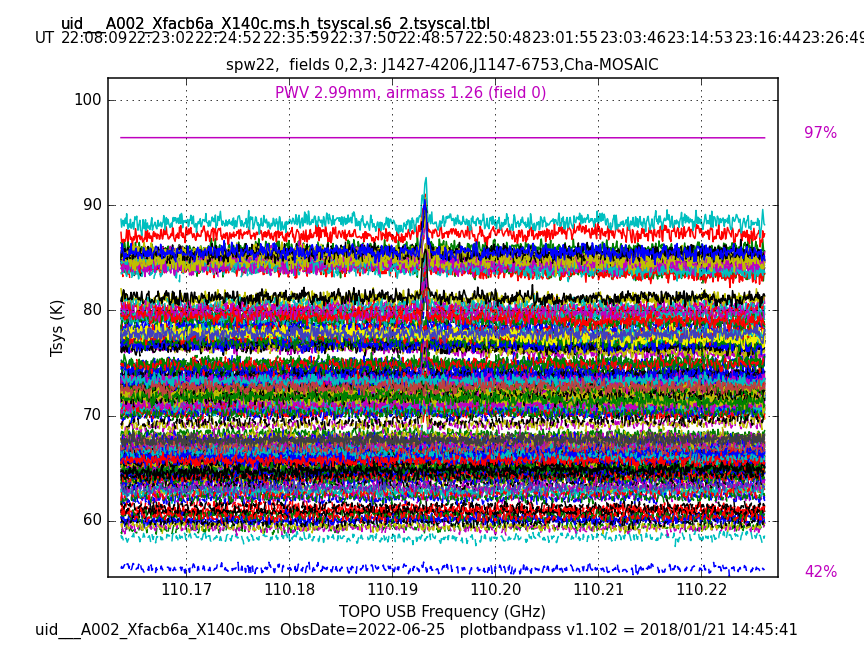 uid___A002_Xfacb6a_X140c.ms.h_tsyscal.s6_2.tsyscal.tbl
UT 22:08:09 22:23:02 22:24:52 22:35:59 22:37:50 22:48:57 22:50:48 23:01:55 23:03:46 23:14:53 23:16:44 23:26:49
spw22, fields 0,2,3: J1427-4206,J1147-6753,Cha-MOSAIC
PWV 2.99mm, airmass 1.26 (field 0)
100
97%
90
80
Tsys (K)
70
60
42%
110.17 110.18 110.19 110.20 110.21 110.22
TOPO USB Frequency (GHz)
uid___A002_Xfacb6a_X140c.ms ObsDate=2022-06-25 plotbandpass v1.102 = 2018/01/21 14:45:41